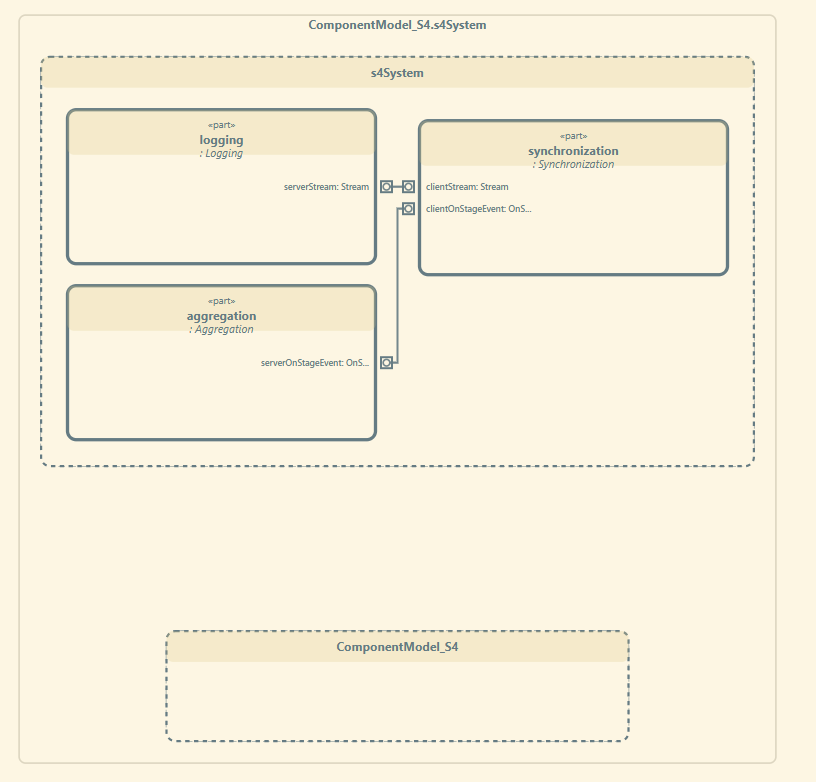 ComponentModel_S4.s4System
s4System
«part»
logging
: Logging
serverStream: Stream
«part»
synchronization
: Synchronization
clientStream: Stream
clientOnStageEvent: OnS...
«part»
aggregation
: Aggregation
serverOnStageEvent: OnS...
ComponentModel_S4